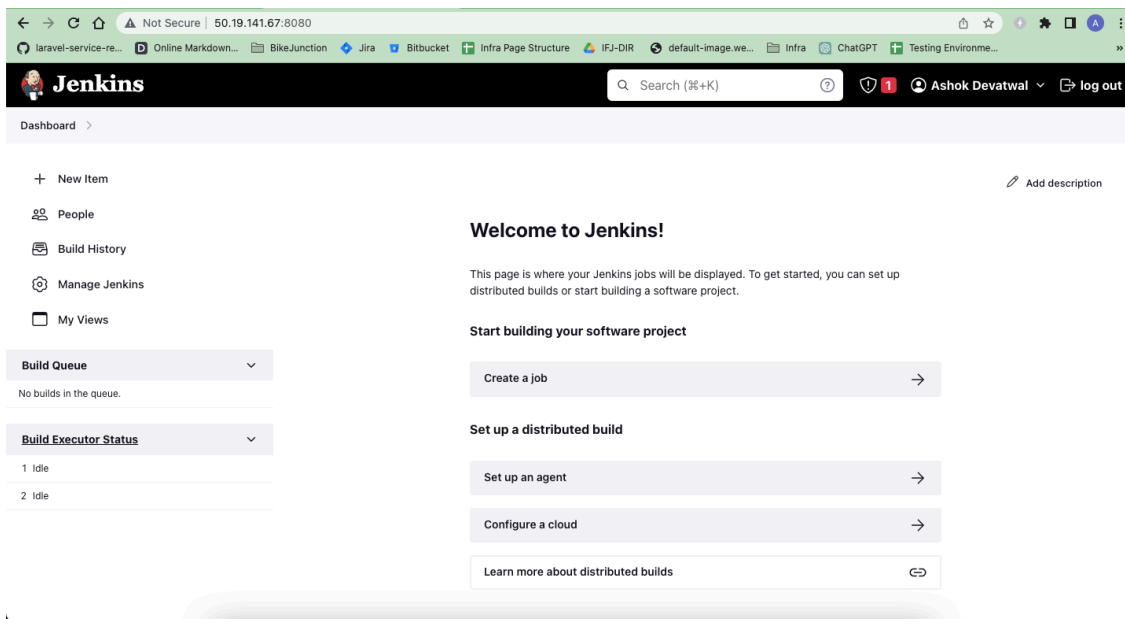 Not Secure 50.19.141.67:8080
laravel-service-re... Online Markdown... BikeJunction Jira Bitbucket Infra Page Structure IFJ-DIR default-image.we... Infra ChatGPT Testing Environme... »
Jenkins Search (⌘+K) 1 Ashok Devatwal log out
Dashboard
New Item
Add description
People
Build History
Manage Jenkins
My Views
Build Queue
No builds in the queue.
Build Executor Status
1 Idle
2 Idle
Welcome to Jenkins!
This page is where your Jenkins jobs will be displayed. To get started, you can set up
distributed builds or start building a software project.
Start building your software project
Create a job
Set up a distributed build
Set up an agent
Configure a cloud
Learn more about distributed builds